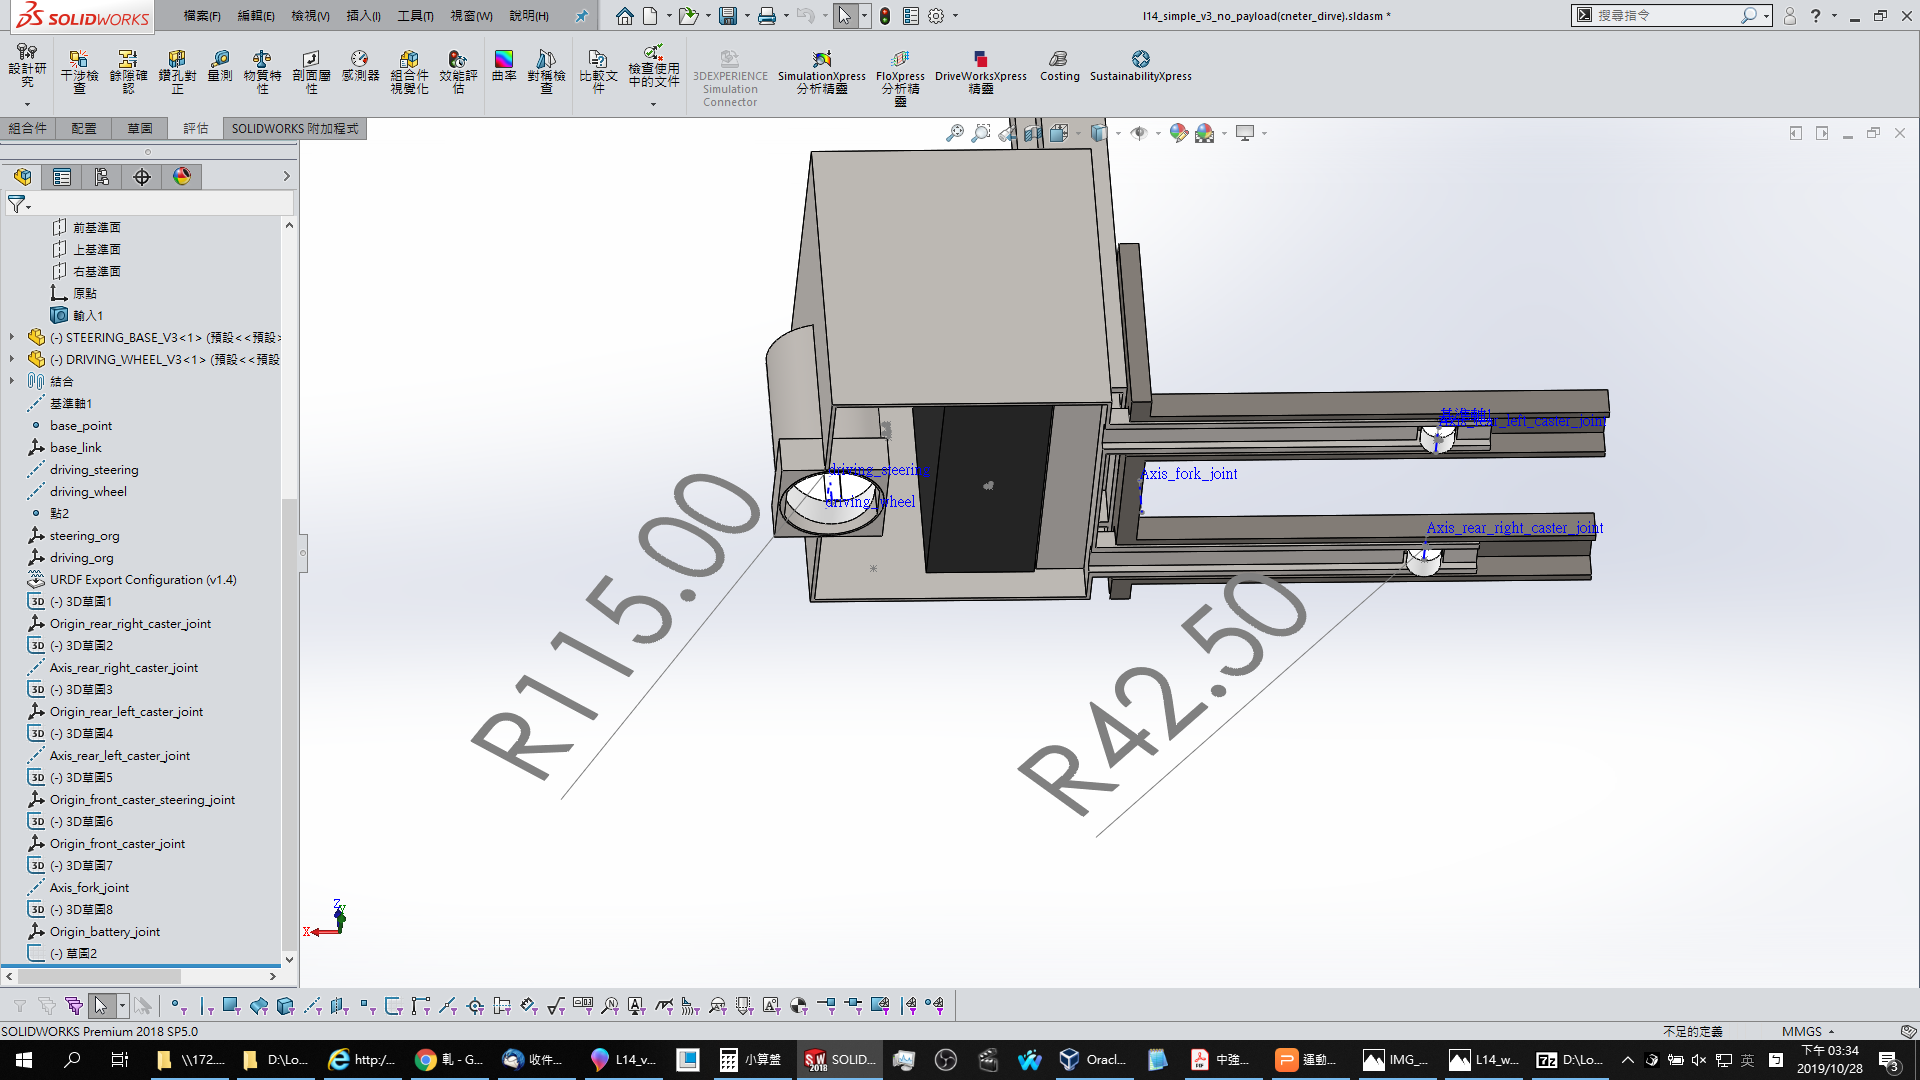 SOLIDWORKS
檔案(F) 編輯(E) 檢視(V) 插入(I) 工具(T) 視窗(W) 說明(H)
l14_simple_v3_no_payload(cneter_dirve).sldasm *
搜尋指令
設計研究
干涉檢查
餘隙確認
鑽孔對正
量測
物質特性
剖面屬性
感測器
組合件視覺化
效能評估
曲率
對稱檢查
比較文件
檢查使用中的文件
3DEXPERIENCE Simulation Connector
SimulationXpress 分析精靈
FloXpress 分析精靈
DriveWorksXpress 精靈
Costing
SustainabilityXpress
組合件 配置 草圖 評估 SOLIDWORKS 附加程式
前基準面
上基準面
右基準面
原點
輸入1
(-) STEERING_BASE_V3<1> (預設<<預設>
(-) DRIVING_WHEEL_V3<1> (預設<<預設
結合
基準軸1
base_point
base_link
driving_steering
driving_wheel
點2
steering_org
driving_org
URDF Export Configuration (v1.4)
3D (-) 3D草圖1
Origin_rear_right_caster_joint
3D (-) 3D草圖2
Axis_rear_right_caster_joint
3D (-) 3D草圖3
Origin_rear_left_caster_joint
3D (-) 3D草圖4
Axis_rear_left_caster_joint
3D (-) 3D草圖5
Origin_front_caster_steering_joint
3D (-) 3D草圖6
Origin_front_caster_joint
3D (-) 3D草圖7
Axis_fork_joint
3D (-) 3D草圖8
Origin_battery_joint
(-) 草圖2
基準軸1
Axis_rear_left_caster_joint
driving_steering
Axis_fork_joint
driving_wheel
Axis_rear_right_caster_joint
R115.00
R42.50
Z
Y
X
SOLIDWORKS Premium 2018 SP5.0
不足的定義
MMGS
\\172....
D:\Lo...
http:/...
軋 - G...
收件...
L14_v...
小算盤
SOLID...
Oracl...
中強...
運動...
IMG_...
L14_w...
D:\Lo...
英
下午 03:34
2019/10/28
3